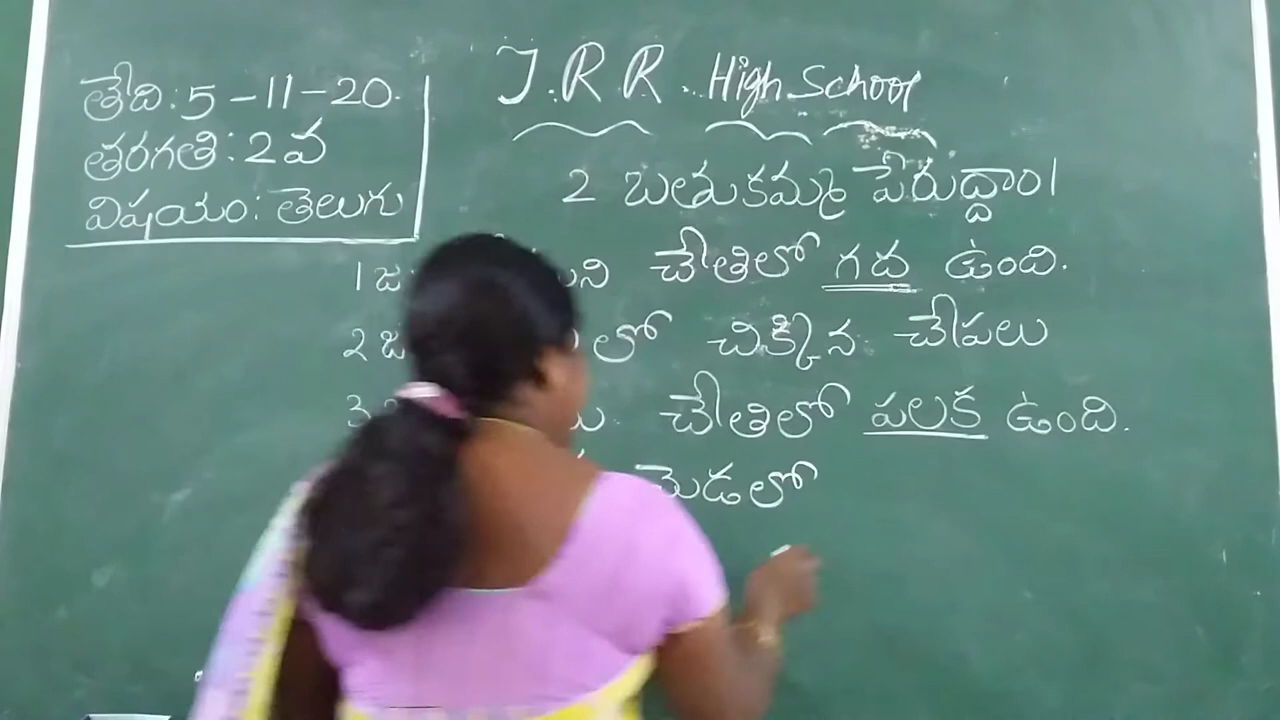 తేది: 5-11-20.
తరగతి: 2వ
విషయం: తెలుగు
J.R R. High School
2 బతుకమ్మ పేరుద్దాం।
1 చేతిలో గద ఉంది.
2 లో చిక్కిన చేపలు
3 చేతిలో పలక ఉంది.
మెడలో